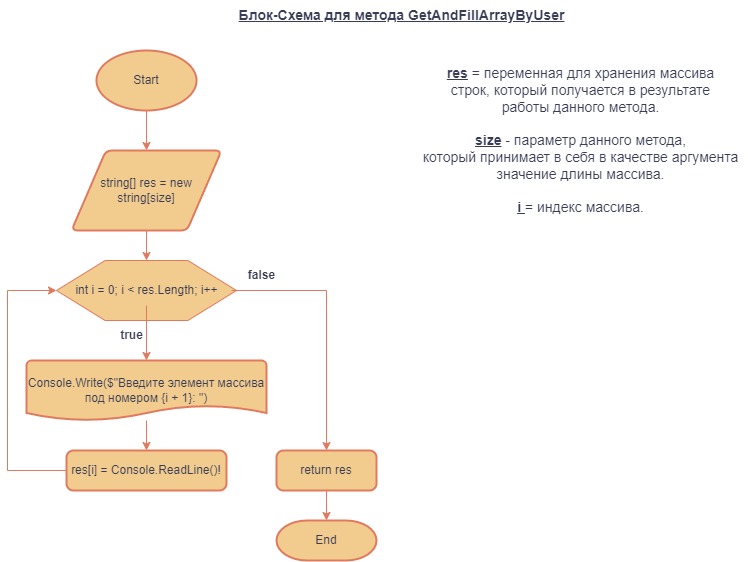 Блок-Схема для метода GetAndFillArrayByUser
Start
string[] res = new
string[size]
int i = 0; i < res.Length; i++
false
true
Console.Write($"Введите элемент массива
под номером {i + 1}: ")
res[i] = Console.ReadLine()!
return res
End
res = переменная для хранения массива
строк, который получается в результате
работы данного метода.
size - параметр данного метода,
который принимает в себя в качестве аргумента
значение длины массива.
i = индекс массива.